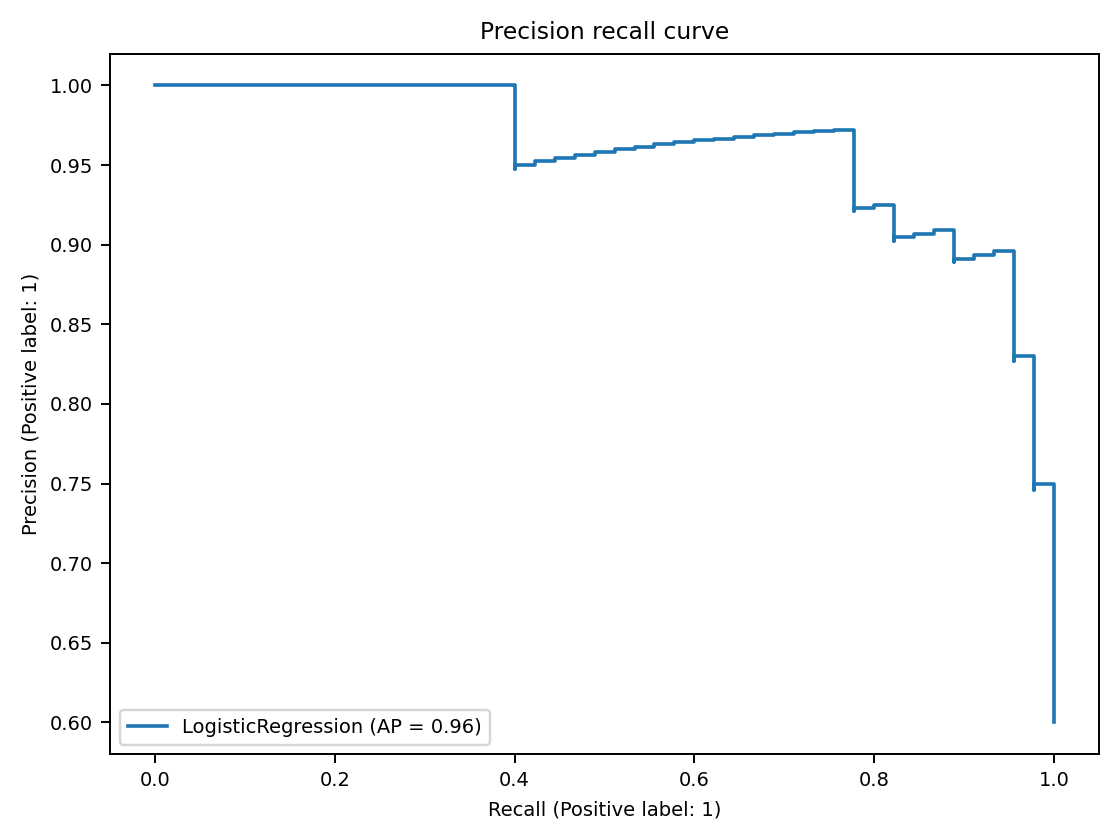 Precision recall curve
1.00
0.95
0.90
0.85
0.80
0.75
0.70
0.65
0.60
Precision (Positive label: 1)
LogisticRegression (AP = 0.96)
0.0 0.2 0.4 0.6 0.8 1.0
Recall (Positive label: 1)